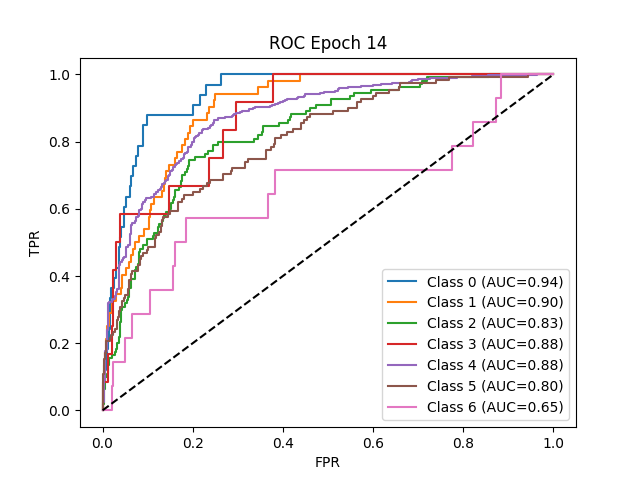 ROC Epoch 14
TPR
1.0
0.8
0.6
0.4
0.2
0.0
Class 0 (AUC=0.94)
Class 1 (AUC=0.90)
Class 2 (AUC=0.83)
Class 3 (AUC=0.88)
Class 4 (AUC=0.88)
Class 5 (AUC=0.80)
Class 6 (AUC=0.65)
0.0 0.2 0.4 0.6 0.8 1.0
FPR